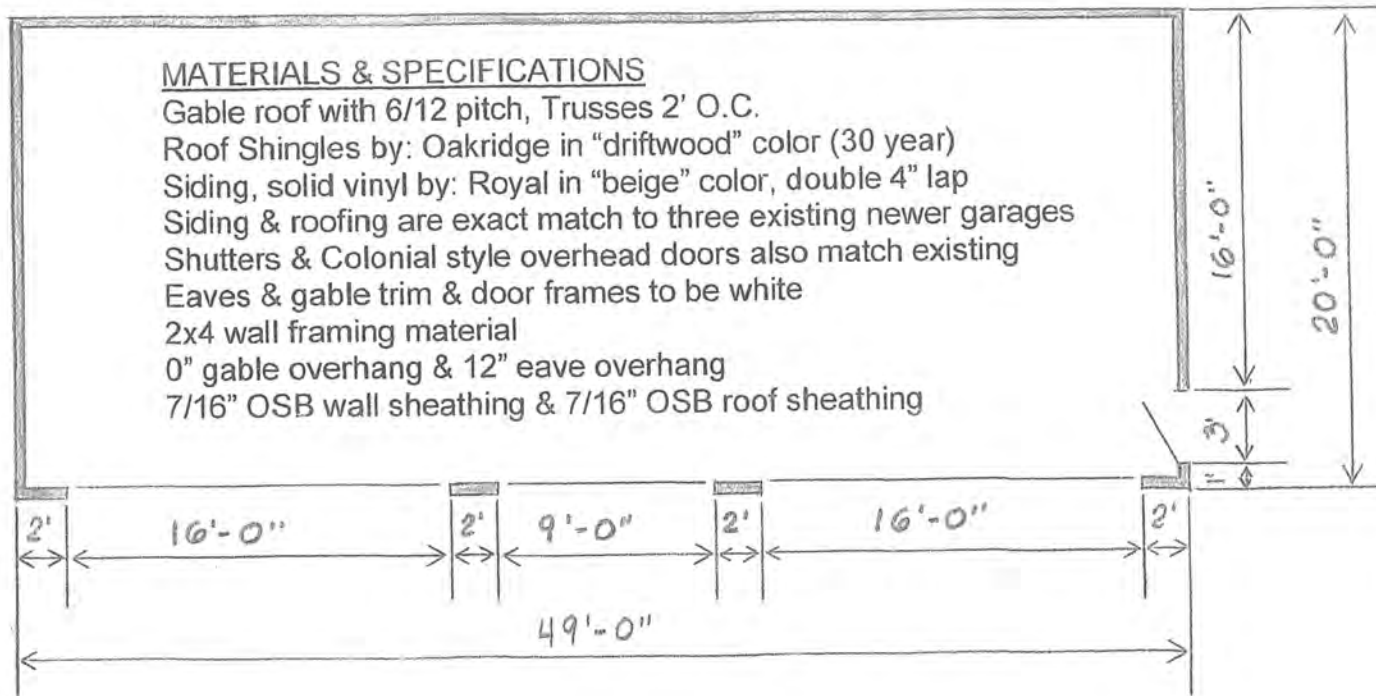 MATERIALS & SPECIFICATIONS
Gable roof with 6/12 pitch, Trusses 2' O.C.
Roof Shingles by: Oakridge in “driftwood” color (30 year)
Siding, solid vinyl by: Royal in “beige” color, double 4” lap
Siding & roofing are exact match to three existing newer garages
Shutters & Colonial style overhead doors also match existing
Eaves & gable trim & door frames to be white
2x4 wall framing material
0” gable overhang & 12” eave overhang
7/16” OSB wall sheathing & 7/16” OSB roof sheathing
16'-0"
20'-0"
3'
1'
2'
16'-0"
2'
9'-0"
2'
16'-0"
2'
49'-0"